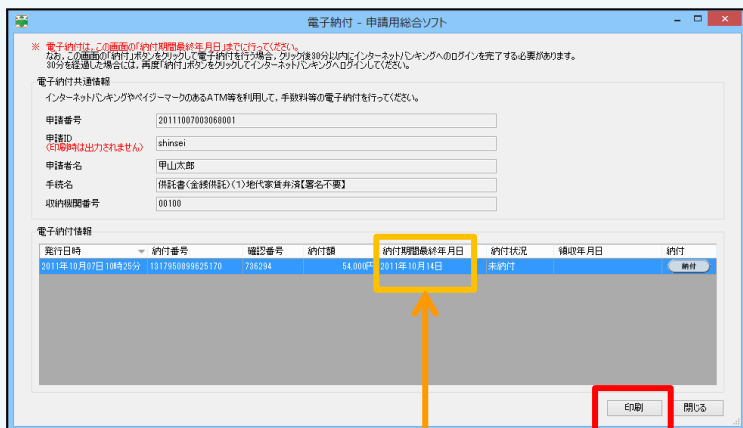 電子納付 - 申請用総合ソフト
※ 電子納付は，この画面の「納付期間最終年月日」までに行ってください。
なお，この画面の「納付」ボタンをクリックして電子納付を行う場合，クリック後30分以内にインターネットバンキングへのログインを完了する必要があります。
30分を経過した場合には，再度「納付」ボタンをクリックしてインターネットバンキングへログインしてください。
電子納付共通情報
インターネットバンキングやペイジーマークのあるATM等を利用して，手数料等の電子納付を行ってください。
申請番号 20111007003068001
申請ID shinsei
(印刷時は出力されません)
申請者名 甲山太郎
手続名 供託書(金銭供託)(1)地代家賃弁済【署名不要】
収納機関番号 00100
電子納付情報
発行日時 納付番号 確認番号 納付額 納付期間最終年月日 納付状況 領収年月日 納付
2011年10月07日10時25分 1317950899625170 736294 54,000円 2011年10月14日 未納付 納付
印刷 閉じる